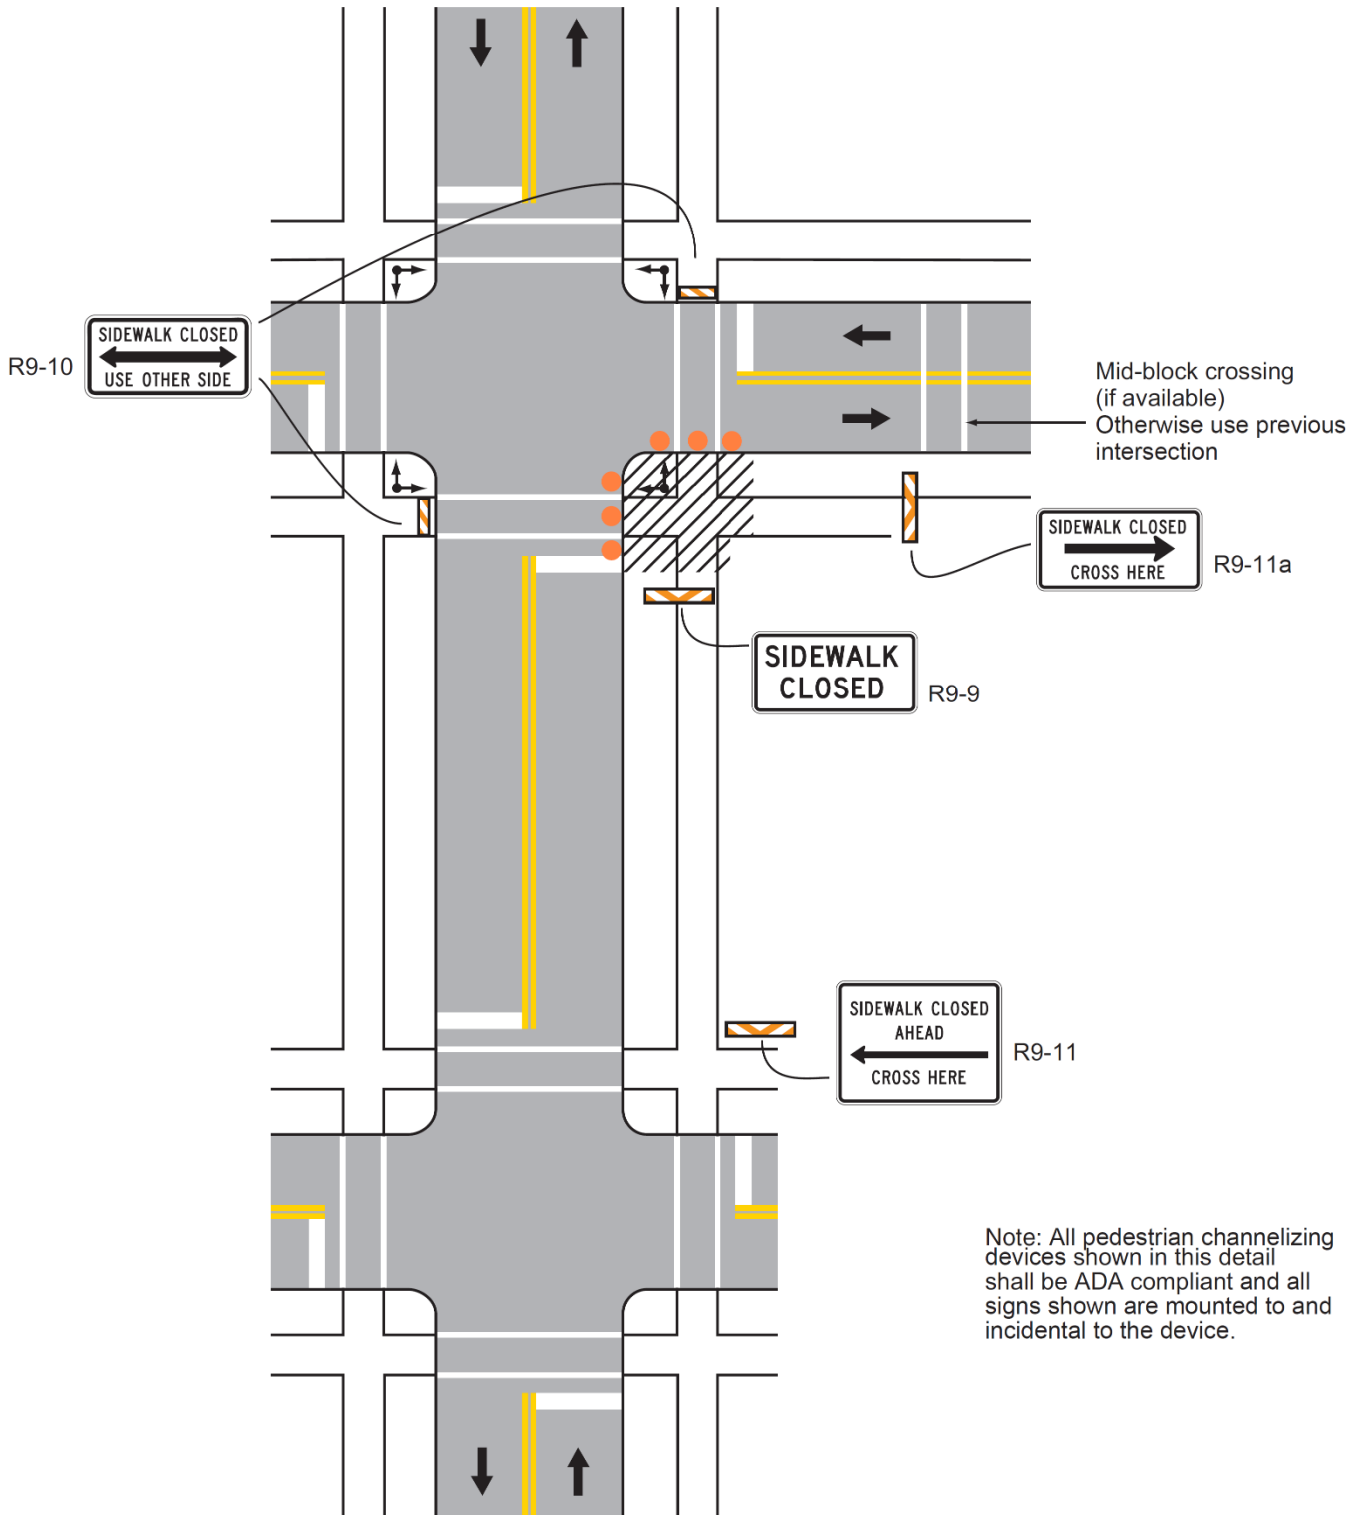 R9-10
SIDEWALK CLOSED
USE OTHER SIDE
Mid-block crossing
(if available)
Otherwise use previous
intersection
SIDEWALK CLOSED
CROSS HERE
R9-11a
SIDEWALK
CLOSED
R9-9
SIDEWALK CLOSED
AHEAD
CROSS HERE
R9-11
Note: All pedestrian channelizing
devices shown in this detail
shall be ADA compliant and all
signs shown are mounted to and
incidental to the device.